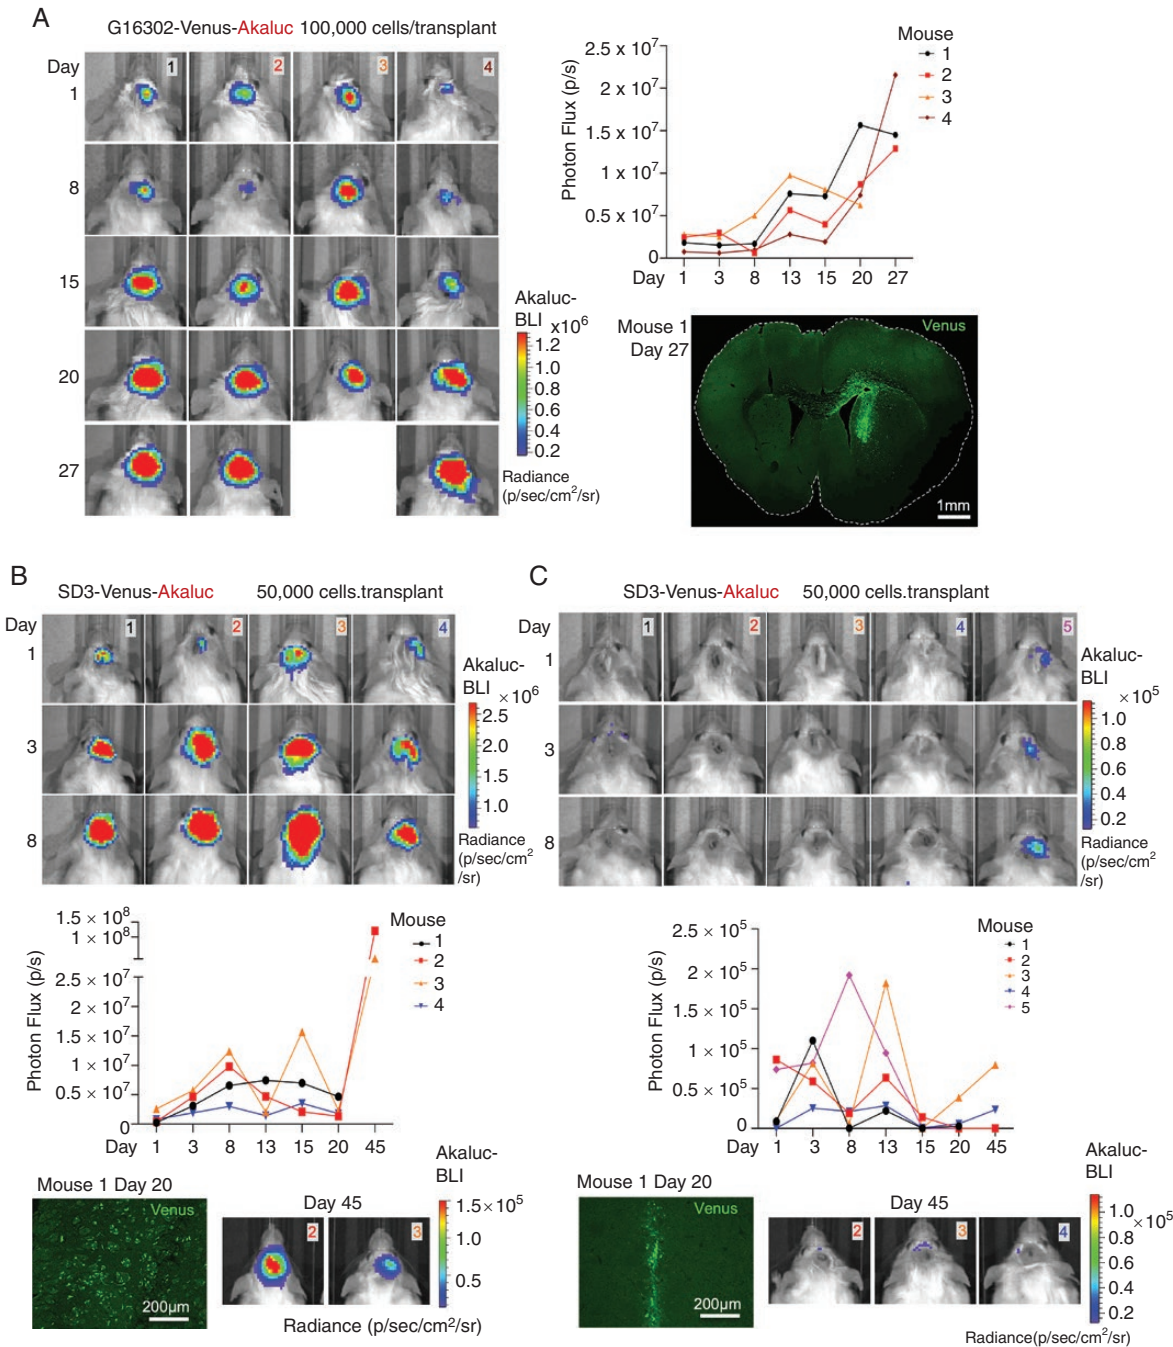 A
G16302-Venus-Akaluc 100,000 cells/transplant
Day
1
8
15
20
27
1
2
3
4
Akaluc-
BLI
x10⁶
1.2
1.0
0.8
0.6
0.4
0.2
Radiance
(p/sec/cm²/sr)
Photon Flux (p/s)
2.5 x 10⁷
2 x 10⁷
1.5 x 10⁷
1 x 10⁷
0.5 x 10⁷
0
Day 1 3 8 13 15 20 27
Mouse
1
2
3
4
Mouse 1
Day 27
Venus
1mm
B
SD3-Venus-Akaluc 50,000 cells.transplant
Day
1
3
8
1
2
3
4
Akaluc-
BLI
×10⁶
2.5
2.0
1.5
1.0
Radiance
(p/sec/cm²
/sr)
Photon Flux (p/s)
1.5 × 10⁸
1 × 10⁸
2.5 × 10⁷
2 × 10⁷
1.5 × 10⁷
1 × 10⁷
0.5 × 10⁷
0
Day 1 3 8 13 15 20 45
Mouse
1
2
3
4
Mouse 1 Day 20
Venus
200µm
Day 45
2
3
Akaluc-
BLI
1.5 × 10⁵
1.0
0.5
Radiance (p/sec/cm²/sr)
C
SD3-Venus-Akaluc 50,000 cells.transplant
Day
1
3
8
1
2
3
4
5
Akaluc-
BLI
× 10⁵
1.0
0.8
0.6
0.4
0.2
Radiance
(p/sec/cm²
/sr)
Photon Flux (p/s)
2.5 × 10⁵
2 × 10⁵
1.5 × 10⁵
1 × 10⁵
0.5 × 10⁵
0
Day 1 3 8 13 15 20 45
Mouse
1
2
3
4
5
Mouse 1 Day 20
Venus
200µm
Day 45
2
3
4
Akaluc-
BLI
× 10⁵
1.0
0.8
0.6
0.4
0.2
Radiance(p/sec/cm²/sr)